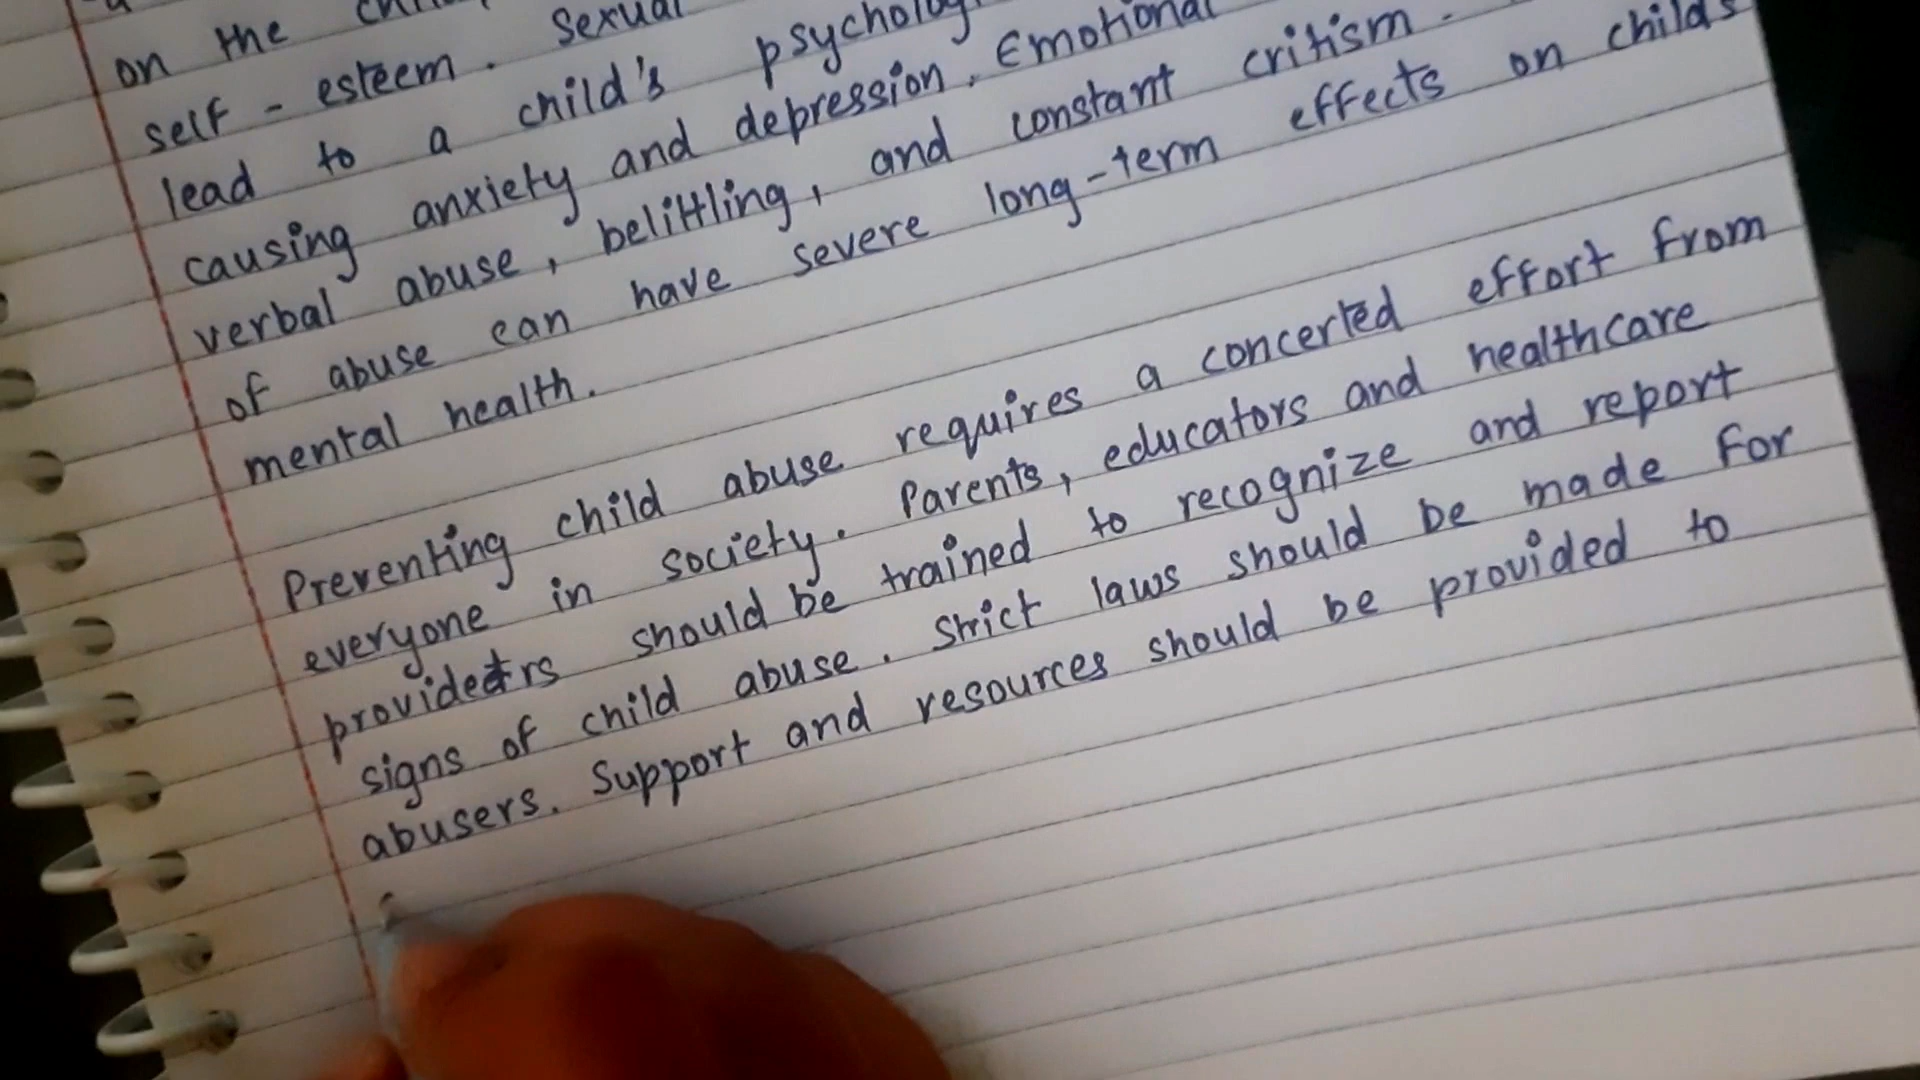 on the
self - esteem. Sexual
lead to a child's
causing anxiety and depression. Emotional
verbal abuse, belittling, and constant critism.
of abuse can have severe long-term effects on child's
mental health.
Preventing child abuse requires a concerted effort from
everyone in society. Parents, educators and healthcare
should be trained to recognize and report
signs of child abuse. Strict laws should be made for
abusers. Support and resources should be provided to